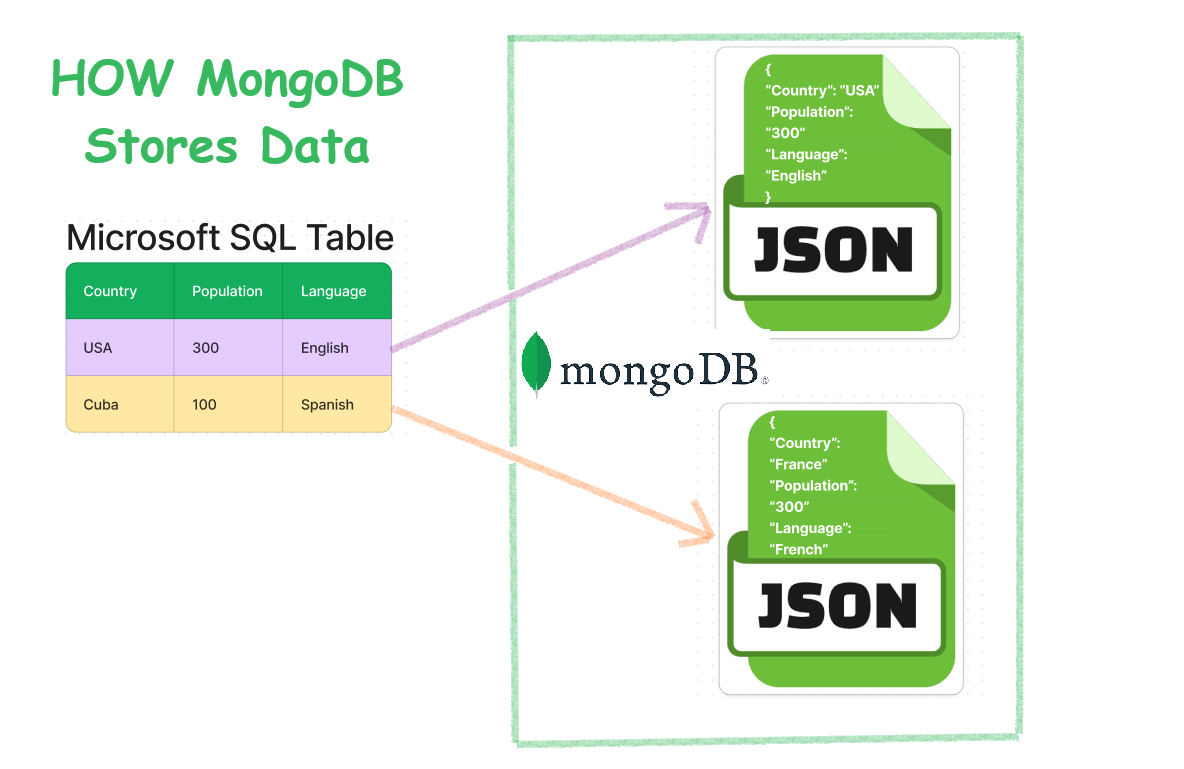 HOW MongoDB
Stores Data
Microsoft SQL Table
Country Population Language
USA 300 English
Cuba 100 Spanish
{
“Country”: ”USA”
“Population”:
“300”
“Language”:
“English”
}
JSON
mongoDB®
{
“Country”:
“France”
“Population”:
“300”
“Language”:
“French”
JSON